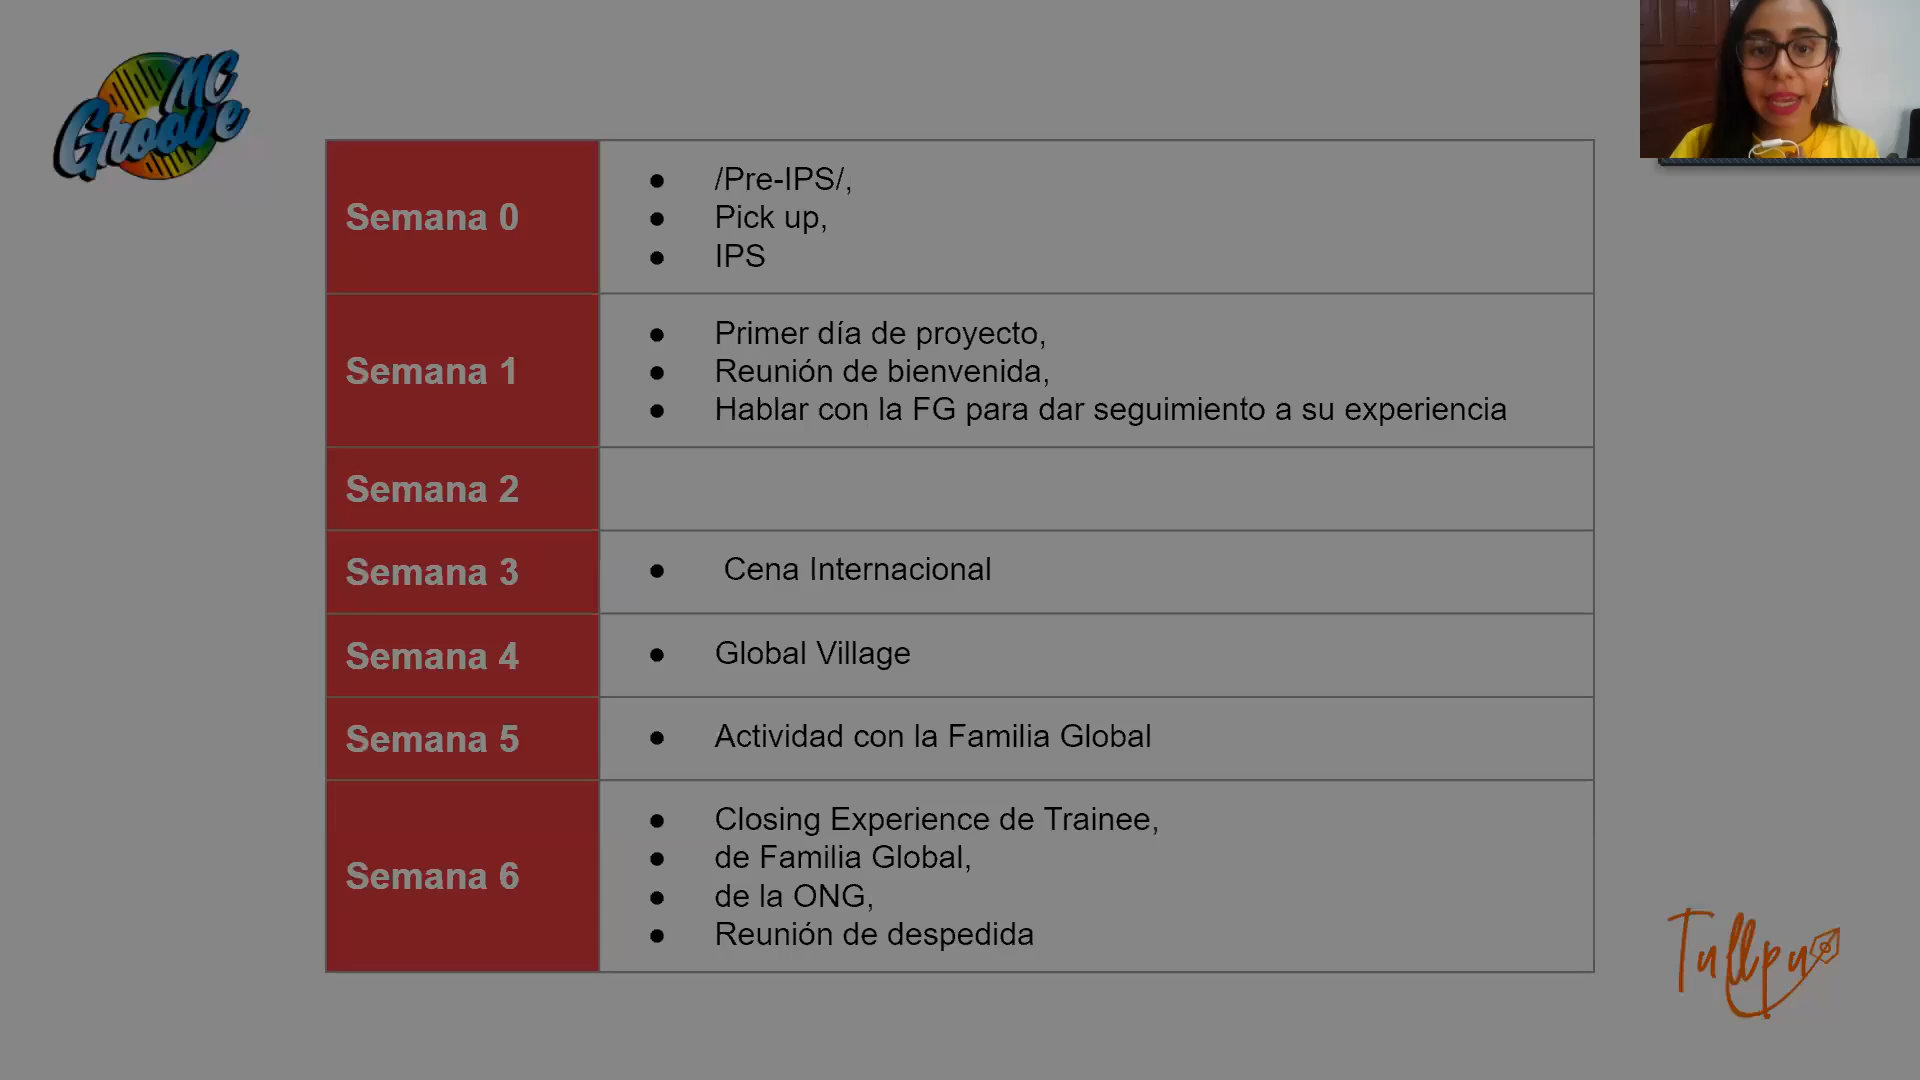 MC
Groove
Semana 0
● /Pre-IPS/,
● Pick up,
● IPS
Semana 1
● Primer día de proyecto,
● Reunión de bienvenida,
● Hablar con la FG para dar seguimiento a su experiencia
Semana 2
Semana 3
● Cena Internacional
Semana 4
● Global Village
Semana 5
● Actividad con la Familia Global
Semana 6
● Closing Experience de Trainee,
● de Familia Global,
● de la ONG,
● Reunión de despedida
Tullpu